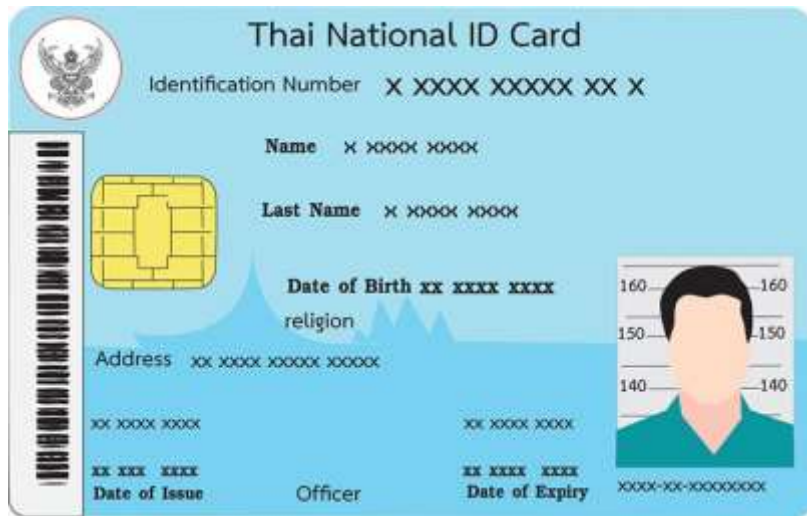 Thai National ID Card
Identification Number X XXXX XXXXX XX X
Name X XXXX XXXX
Last Name X XXXX XXXX
Date of Birth xx xxxx xxxx
religion
Address xx xxxx xxxxx xxxxx
160 160
150 150
140 140
xx xxxx xxxx xx xxxx xxxx
xx xxx xxxx xx xxxx xxxx
Date of Issue Officer Date of Expiry xxxx-xx-xxxxxxxx